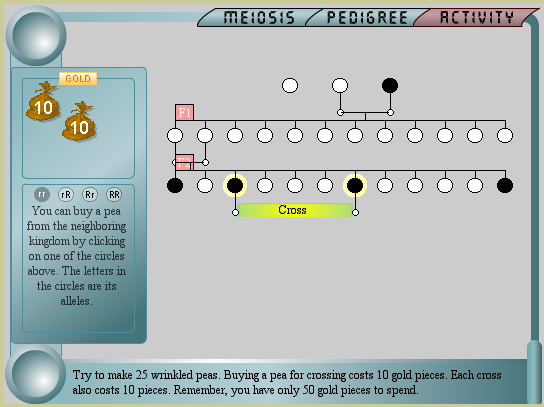 MEIOSIS PEDIGREE ACTIVITY
GOLD
10
10
F1
rr rR Rr RR
You can buy a pea
from the neighboring
kingdom by clicking
on one of the circles
above. The letters in
the circles are its
alleles.
Cross
Try to make 25 wrinkled peas. Buying a pea for crossing costs 10 gold pieces. Each cross
also costs 10 pieces. Remember, you have only 50 gold pieces to spend.